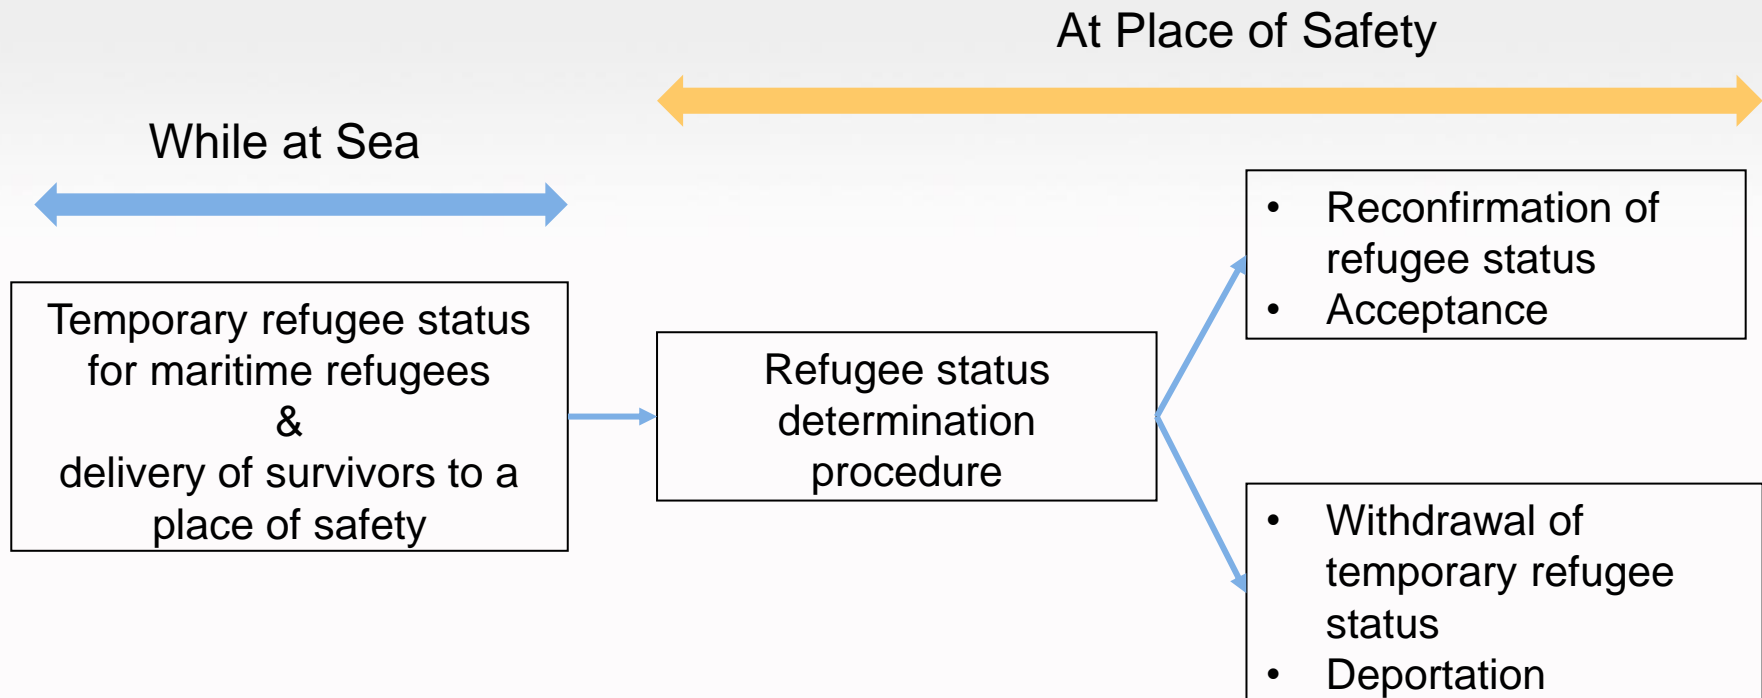 At Place of Safety
While at Sea
Temporary refugee status
for maritime refugees
&
delivery of survivors to a
place of safety
Refugee status
determination
procedure
• Reconfirmation of
refugee status
• Acceptance
• Withdrawal of
temporary refugee
status
• Deportation